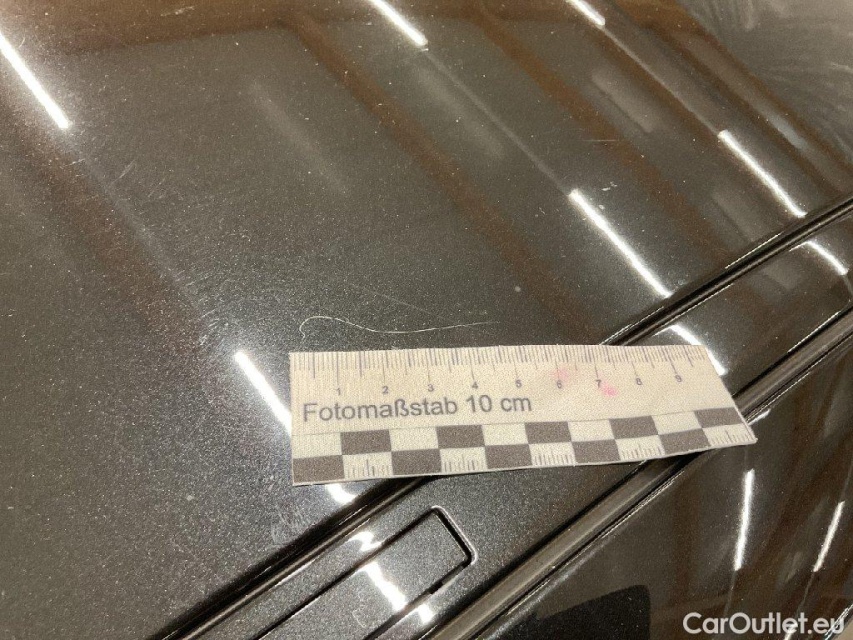 1 2 3 4 5 6 7 8 9
Fotomaßstab 10 cm
CarOutlet.eu